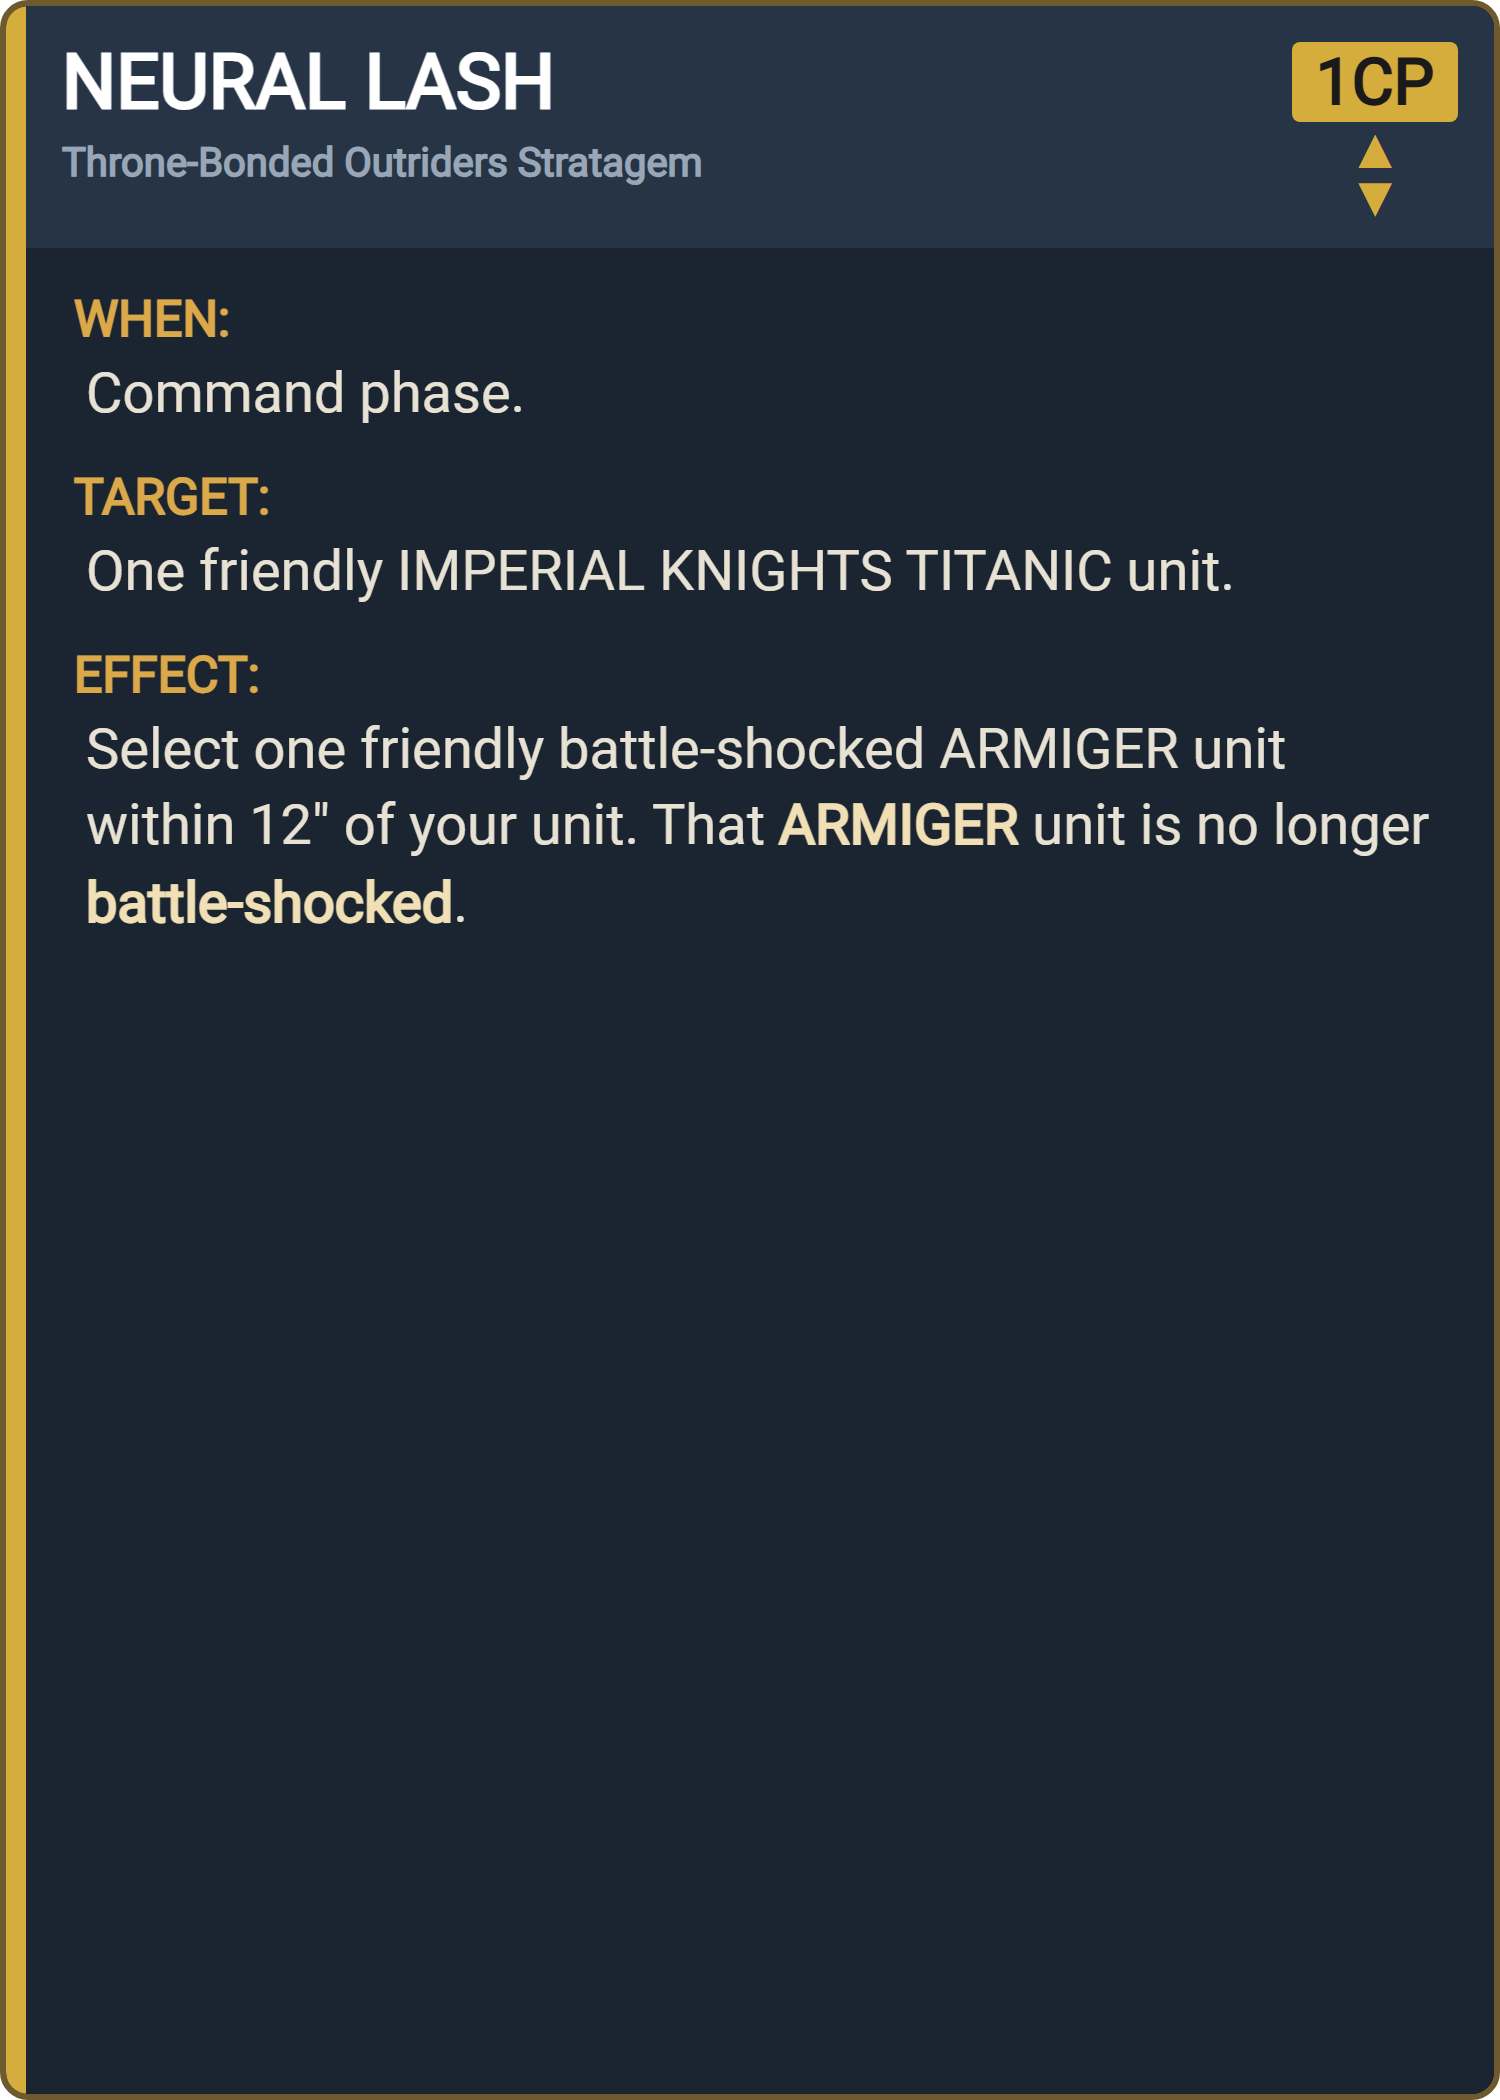 NEURAL LASH
1CP
Throne-Bonded Outriders Stratagem
▲
▼
WHEN:
Command phase.
TARGET:
One friendly IMPERIAL KNIGHTS TITANIC unit.
EFFECT:
Select one friendly battle-shocked ARMIGER unit
within 12" of your unit. That ARMIGER unit is no longer
battle-shocked.